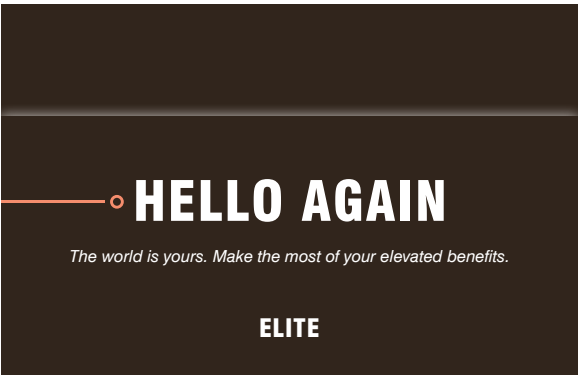 HELLO AGAIN
The world is yours. Make the most of your elevated benefits.
ELITE